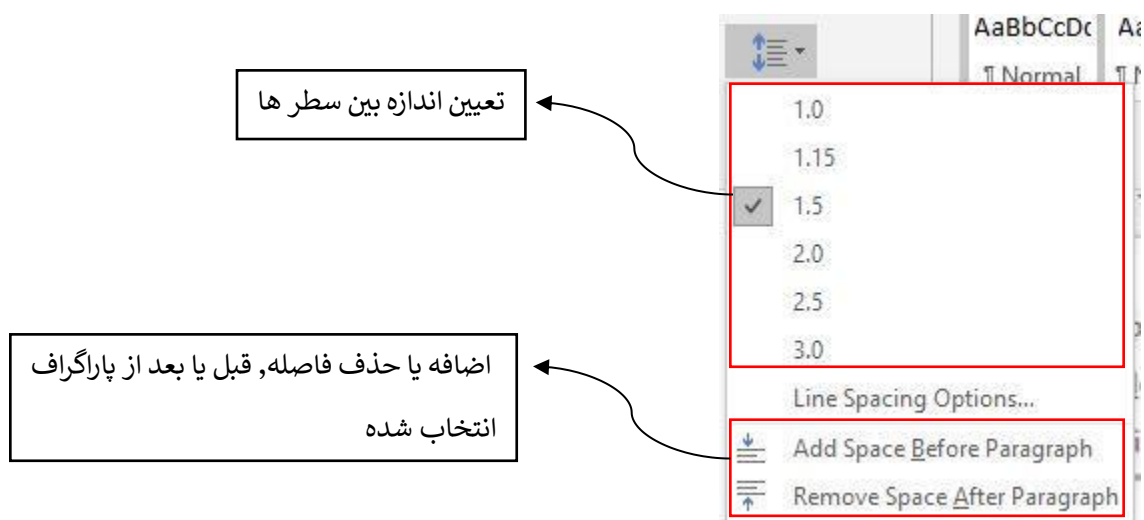 AaBbCcDc
¶ Normal
تعیین اندازه بین سطر ها
1.0
1.15
1.5
2.0
2.5
3.0
Line Spacing Options...
اضافه یا حذف فاصله, قبل یا بعد از پاراگراف
انتخاب شده
Add Space Before Paragraph
Remove Space After Paragraph